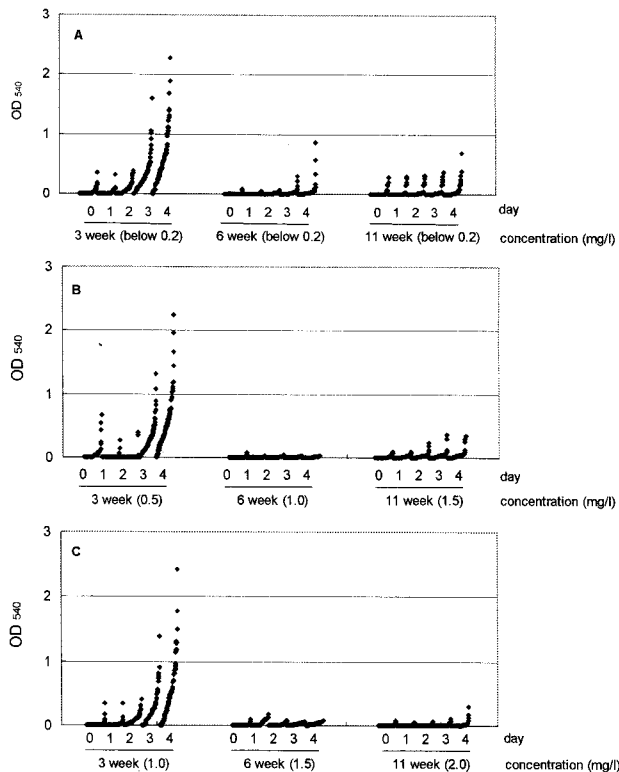 A
3
2
1
0
OD 540
0 1 2 3 4 0 1 2 3 4 0 1 2 3 4 day
3 week (below 0.2) 6 week (below 0.2) 11 week (below 0.2) concentration (mg/l)
B
3
2
1
0
OD 540
0 1 2 3 4 0 1 2 3 4 0 1 2 3 4 day
3 week (0.5) 6 week (1.0) 11 week (1.5) concentration (mg/l)
C
3
2
1
0
OD 540
0 1 2 3 4 0 1 2 3 4 0 1 2 3 4 day
3 week (1.0) 6 week (1.5) 11 week (2.0) concentration (mg/l)